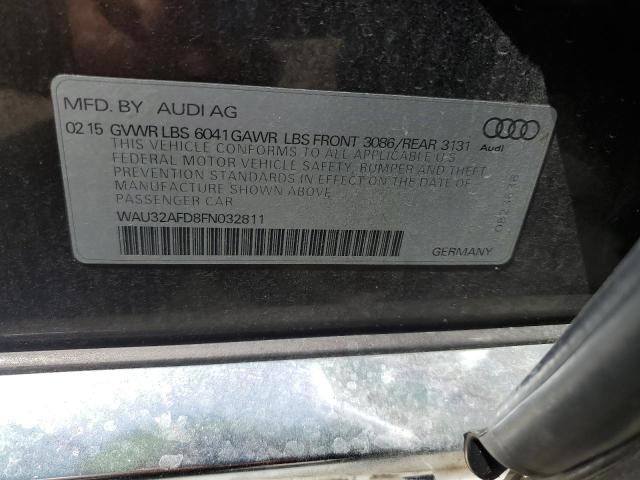 MFD. BY AUDI AG
02 15 GVWR LBS 6041 GAWR LBS FRONT 3086/REAR 3131
THIS VEHICLE CONFORMS TO ALL APPLICABLE U.S
FEDERAL MOTOR VEHICLE SAFETY, BUMPER AND THEFT
PREVENTION STANDARDS IN EFFECT ON THE DATE OF
MANUFACTURE SHOWN ABOVE
PASSENGER CAR
WAU32AFD8FN032811
GERMANY
Audi